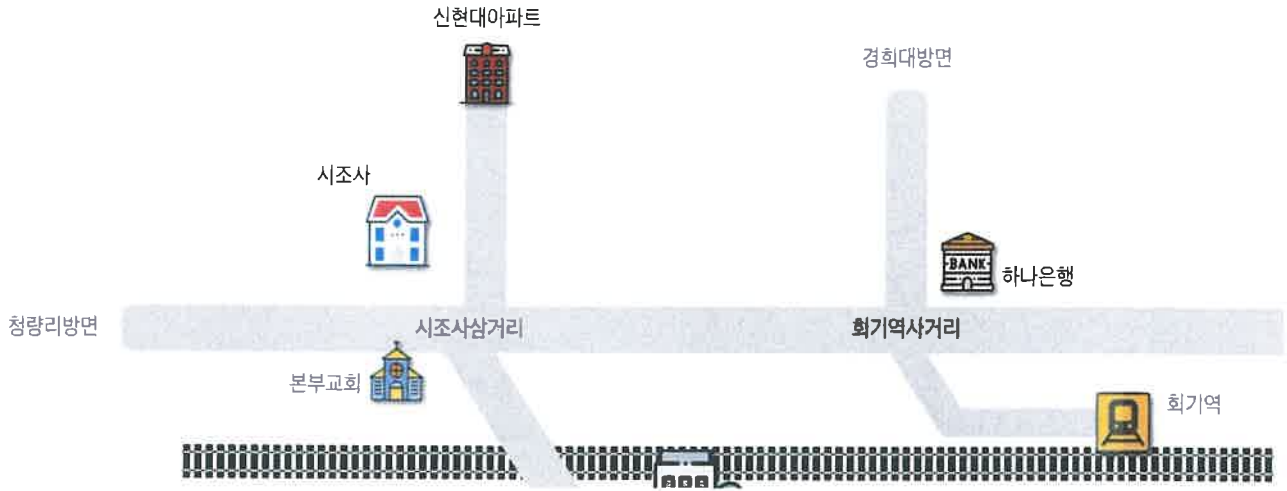 신현대아파트
경희대방면
시조사
BANK
하나은행
청량리방면
시조사삼거리
회기역사거리
본부교회
회기역